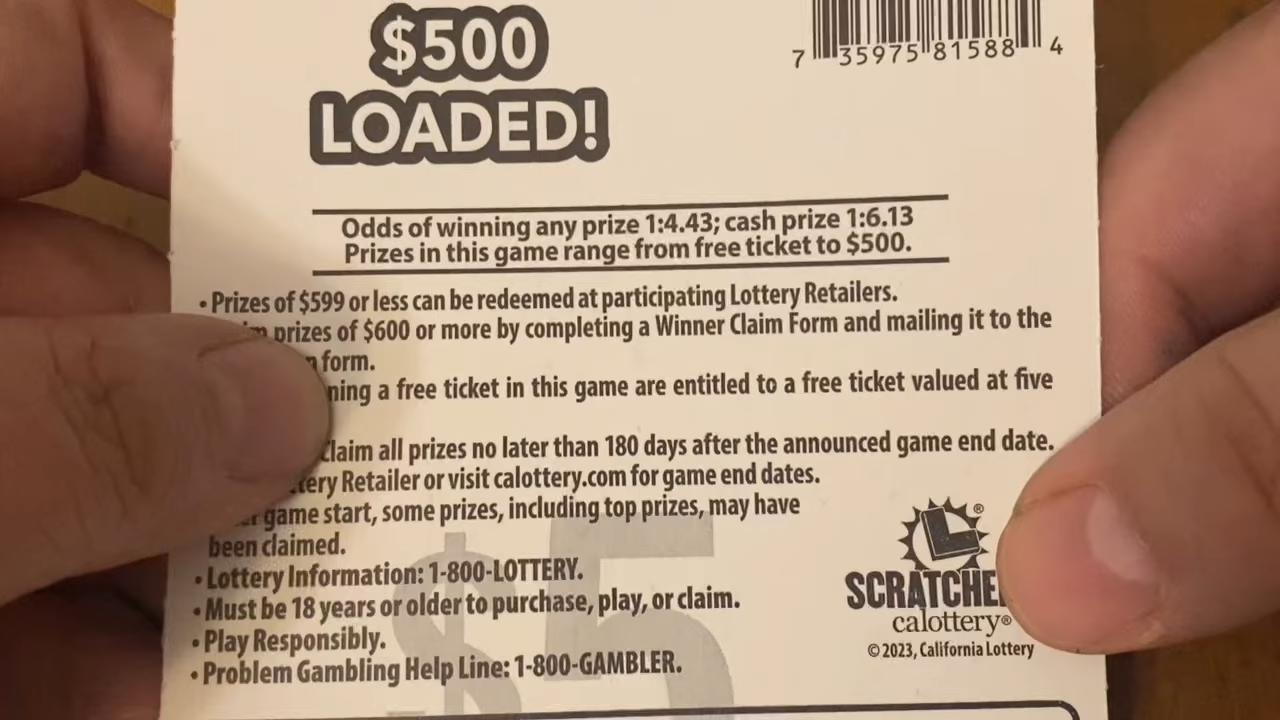 $500
LOADED!
7 35975 81588 4
Odds of winning any prize 1:4.43; cash prize 1:6.13
Prizes in this game range from free ticket to $500.
• Prizes of $599 or less can be redeemed at participating Lottery Retailers.
prizes of $600 or more by completing a Winner Claim Form and mailing it to the
form.
a free ticket in this game are entitled to a free ticket valued at five
Claim all prizes no later than 180 days after the announced game end date.
Retailer or visit calottery.com for game end dates.
game start, some prizes, including top prizes, may have
been claimed.
• Lottery Information: 1-800-LOTTERY.
• Must be 18 years or older to purchase, play, or claim.
• Play Responsibly.
• Problem Gambling Help Line: 1-800-GAMBLER.
$5
L®
SCRATCHE
calottery®
© 2023, California Lottery